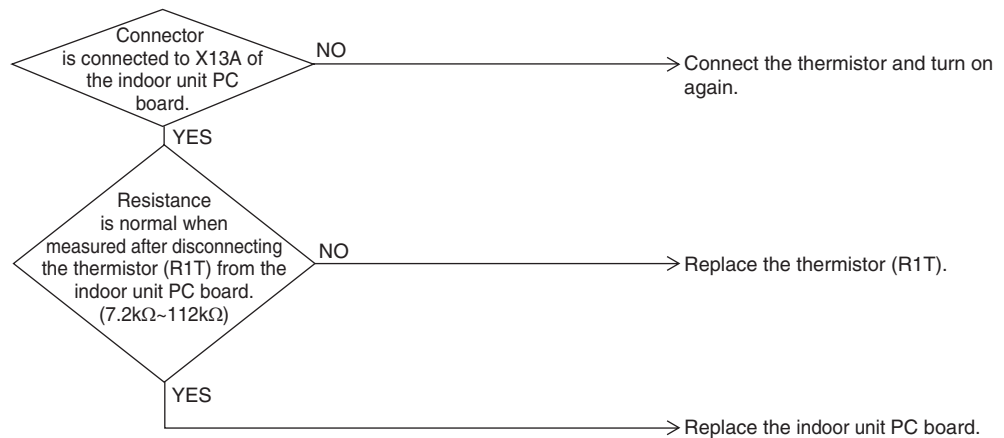 Connector
is connected to X13A of
the indoor unit PC
board.
NO
Connect the thermistor and turn on
again.
YES
Resistance
is normal when
measured after disconnecting
the thermistor (R1T) from the
indoor unit PC board.
(7.2kΩ~112kΩ)
NO
Replace the thermistor (R1T).
YES
Replace the indoor unit PC board.